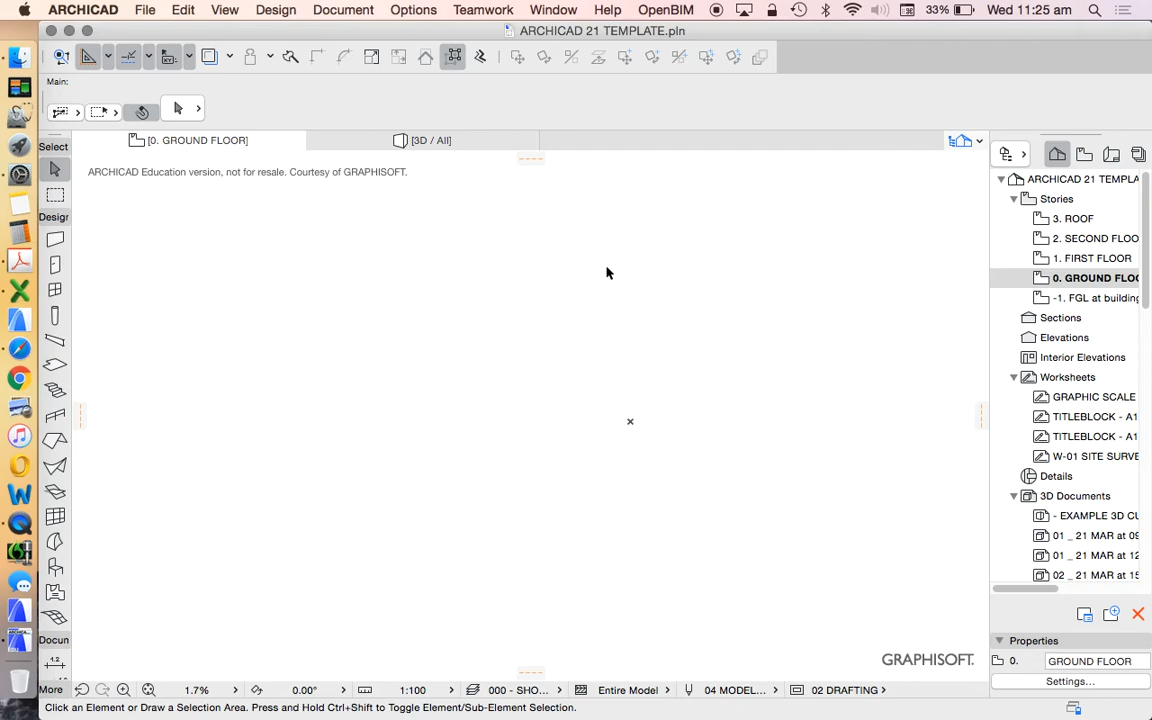 ARCHICAD File Edit View Design Document Options Teamwork Window Help OpenBIM 33% Wed 11:25 am
ARCHICAD 21 TEMPLATE.pln
Main:
[0. GROUND FLOOR] [3D / All]
Select
ARCHICAD Education version, not for resale. Courtesy of GRAPHISOFT.
ARCHICAD 21 TEMPLA
Stories
3. ROOF
Design
2. SECOND FLOO
1. FIRST FLOOR
0. GROUND FLOO
-1. FGL at building
Sections
Elevations
Interior Elevations
Worksheets
GRAPHIC SCALE
TITLEBLOCK - A1
TITLEBLOCK - A1
W-01 SITE SURVE
Details
3D Documents
- EXAMPLE 3D CU
01 _ 21 MAR at 09
01 _ 21 MAR at 12
02 _ 21 MAR at 15
Docun
Properties
GRAPHISOFT.
0. GROUND FLOOR
Settings...
More 1.7% 0.00° 1:100 000 - SHO... Entire Model 04 MODEL... 02 DRAFTING
Click an Element or Draw a Selection Area. Press and Hold Ctrl+Shift to Toggle Element/Sub-Element Selection.